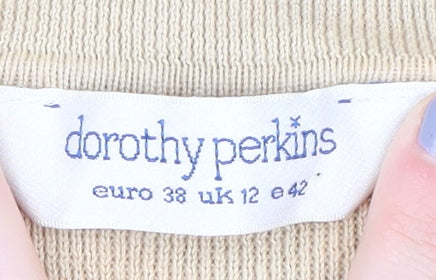 dorothy perkins
euro 38 uk 12 e 42